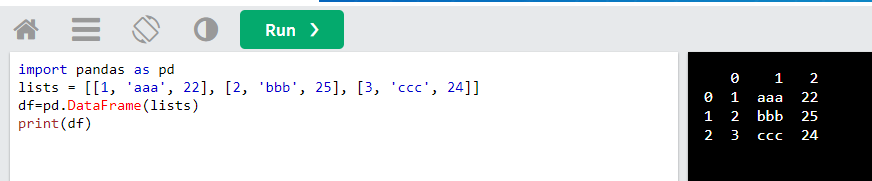 Run ❯
import pandas as pd
lists = [[1, 'aaa', 22], [2, 'bbb', 25], [3, 'ccc', 24]]
df=pd.DataFrame(lists)
print(df)
   0    1   2
0  1  aaa  22
1  2  bbb  25
2  3  ccc  24